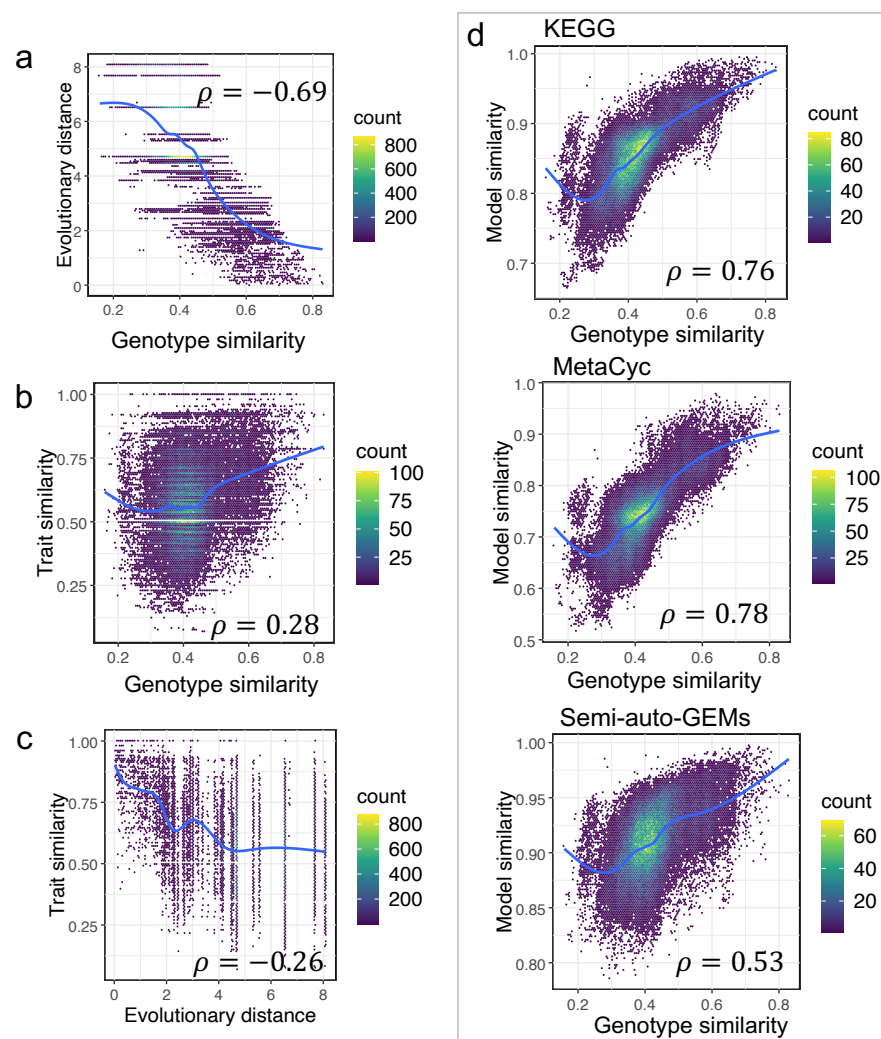 a
8
6
4
2
0
Evolutionary distance
ρ = −0.69
0.2 0.4 0.6 0.8
Genotype similarity
count
800
600
400
200
b
1.00
0.75
0.50
0.25
Trait similarity
ρ = 0.28
0.2 0.4 0.6 0.8
Genotype similarity
count
100
75
50
25
c
1.00
0.75
0.50
0.25
Trait similarity
ρ = −0.26
0 2 4 6 8
Evolutionary distance
count
800
600
400
200
d
KEGG
1.0
0.9
0.8
0.7
Model similarity
ρ = 0.76
0.2 0.4 0.6 0.8
Genotype similarity
count
80
60
40
20
MetaCyc
1.0
0.9
0.8
0.7
0.6
0.5
Model similarity
ρ = 0.78
0.2 0.4 0.6 0.8
Genotype similarity
count
100
75
50
25
Semi-auto-GEMs
1.00
0.95
0.90
0.85
0.80
Model similarity
ρ = 0.53
0.2 0.4 0.6 0.8
Genotype similarity
count
60
40
20